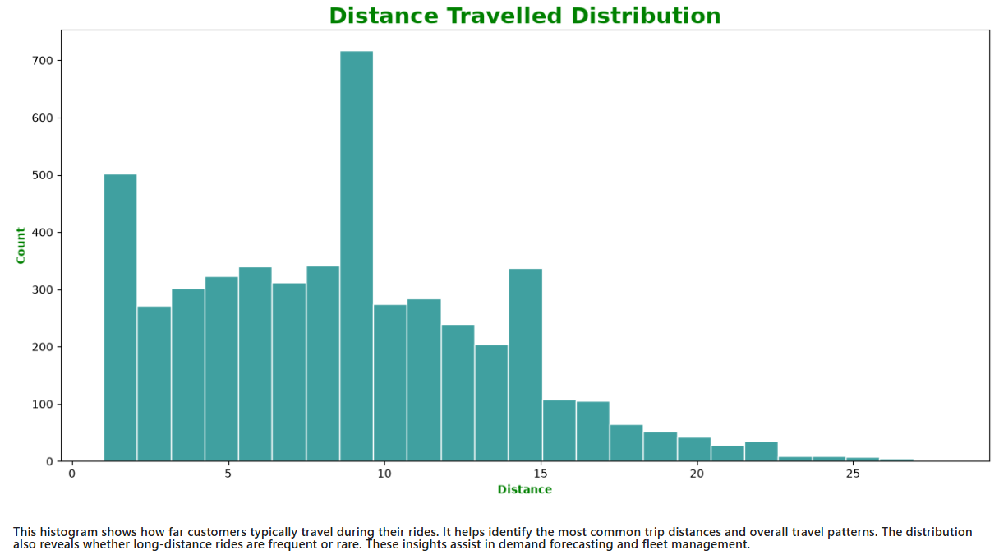 Distance Travelled Distribution
700
600
500
400
300
200
100
0
Count
0 5 10 15 20 25
Distance
This histogram shows how far customers typically travel during their rides. It helps identify the most common trip distances and overall travel patterns. The distribution
also reveals whether long-distance rides are frequent or rare. These insights assist in demand forecasting and fleet management.